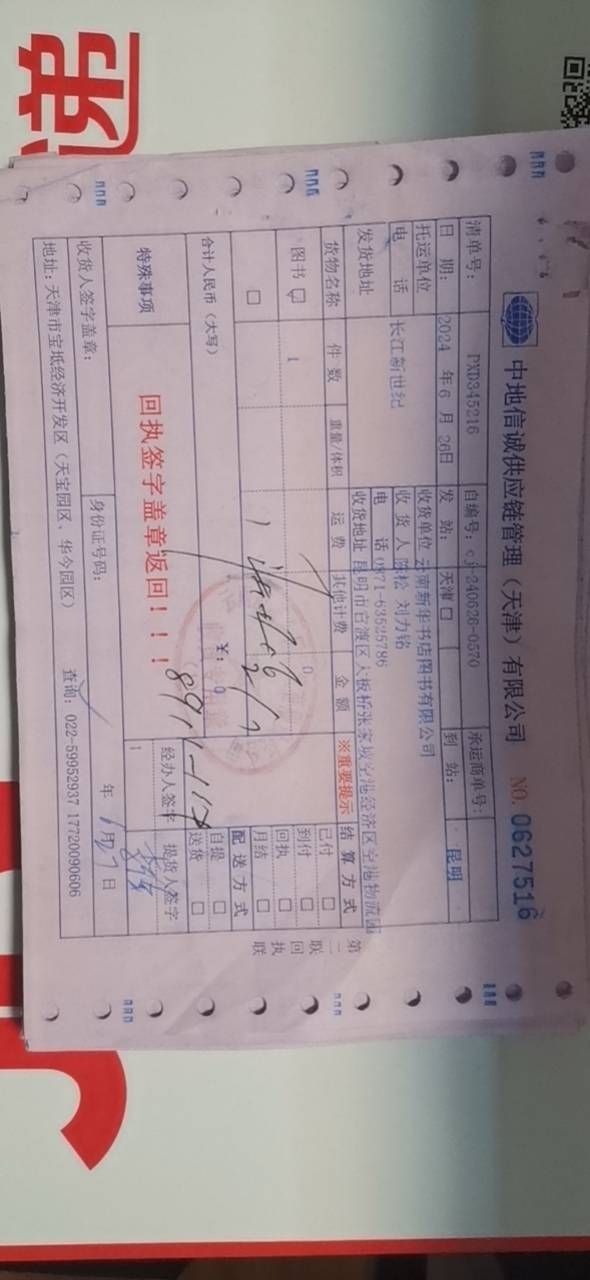 递
中地信诚供应链管理（天津）有限公司 NO. 0627516
清单号： PXD345216 自编号：cj-240626-0570 承运商单号：
日 期： 2024 年 6 月 26日 发 站： 天津 到 站： 昆明
托运单位 长江新世纪 收货单位 云南新华书店图书有限公司
收 货 人 松 刘力铭
电 话 电 话 0871-63525786
发货地址 收货地址 昆明市官渡区大板桥张家坡空港经济区空港物流园
货物名称 件 数 重量/体积 运 费 其他计费 金 额 ※重要提示 结 算 方 式
图书 1 0 已付
到付
回执
月结
合计人民币（大写） ￥： 0 配 送 方 式
自提
送货
特殊事项 回执签字盖章返回！！！ 经办人签字 提货人签字
1
收货人签字盖章： 身份证号码： 年 月 日
地址：天津市宝坻经济开发区（天宝园区、华今园区） 查询：022-59952937 17720090606
第二联 回执联